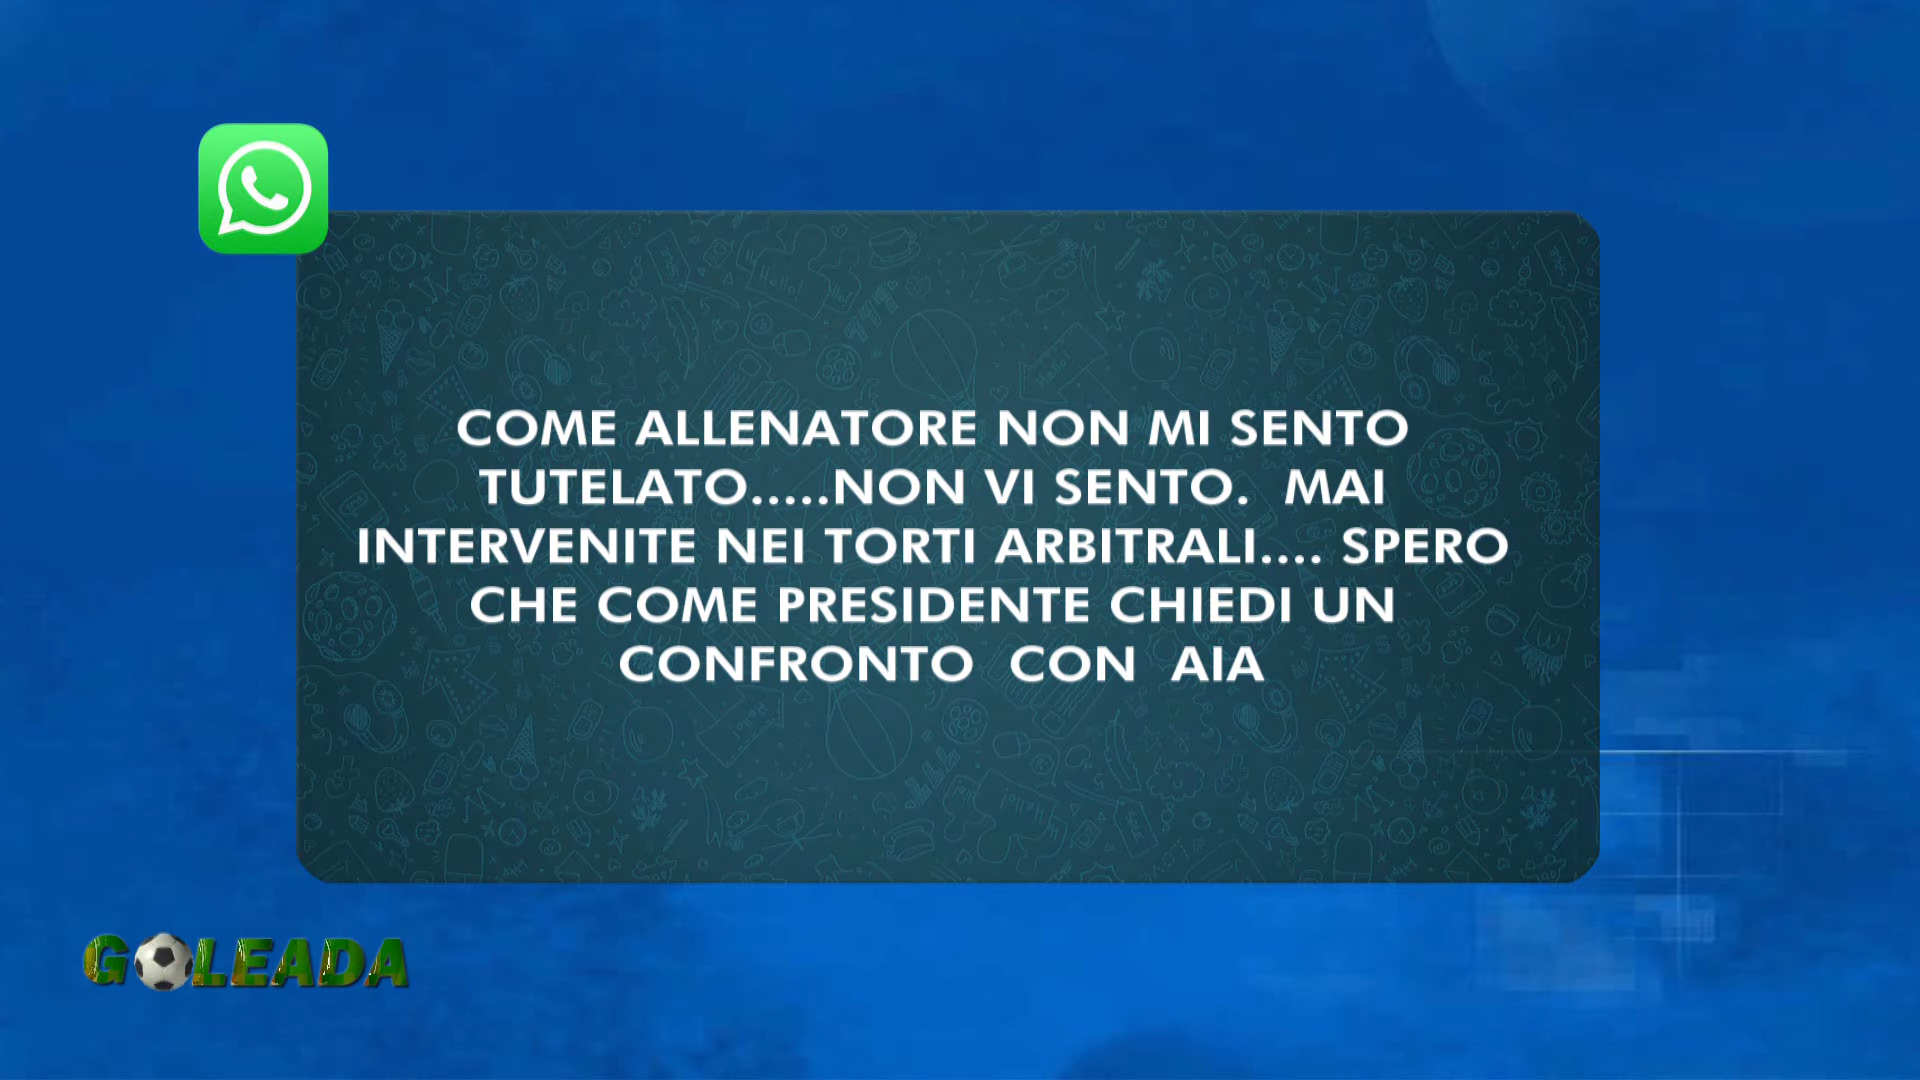 COME ALLENATORE NON MI SENTO
TUTELATO.....NON VI SENTO.  MAI
INTERVENITE NEI TORTI ARBITRALI.... SPERO
CHE COME PRESIDENTE CHIEDI UN
CONFRONTO  CON  AIA
GOLEADA